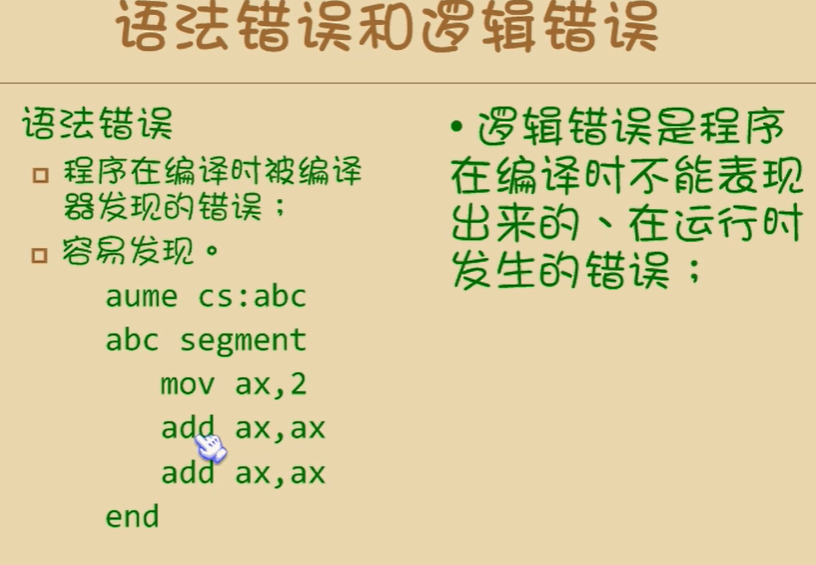 语法错误和逻辑错误
语法错误
程序在编译时被编译
器发现的错误；
容易发现。
aume cs:abc
abc segment
mov ax,2
add ax,ax
add ax,ax
end
• 逻辑错误是程序
在编译时不能表现
出来的、在运行时
发生的错误；